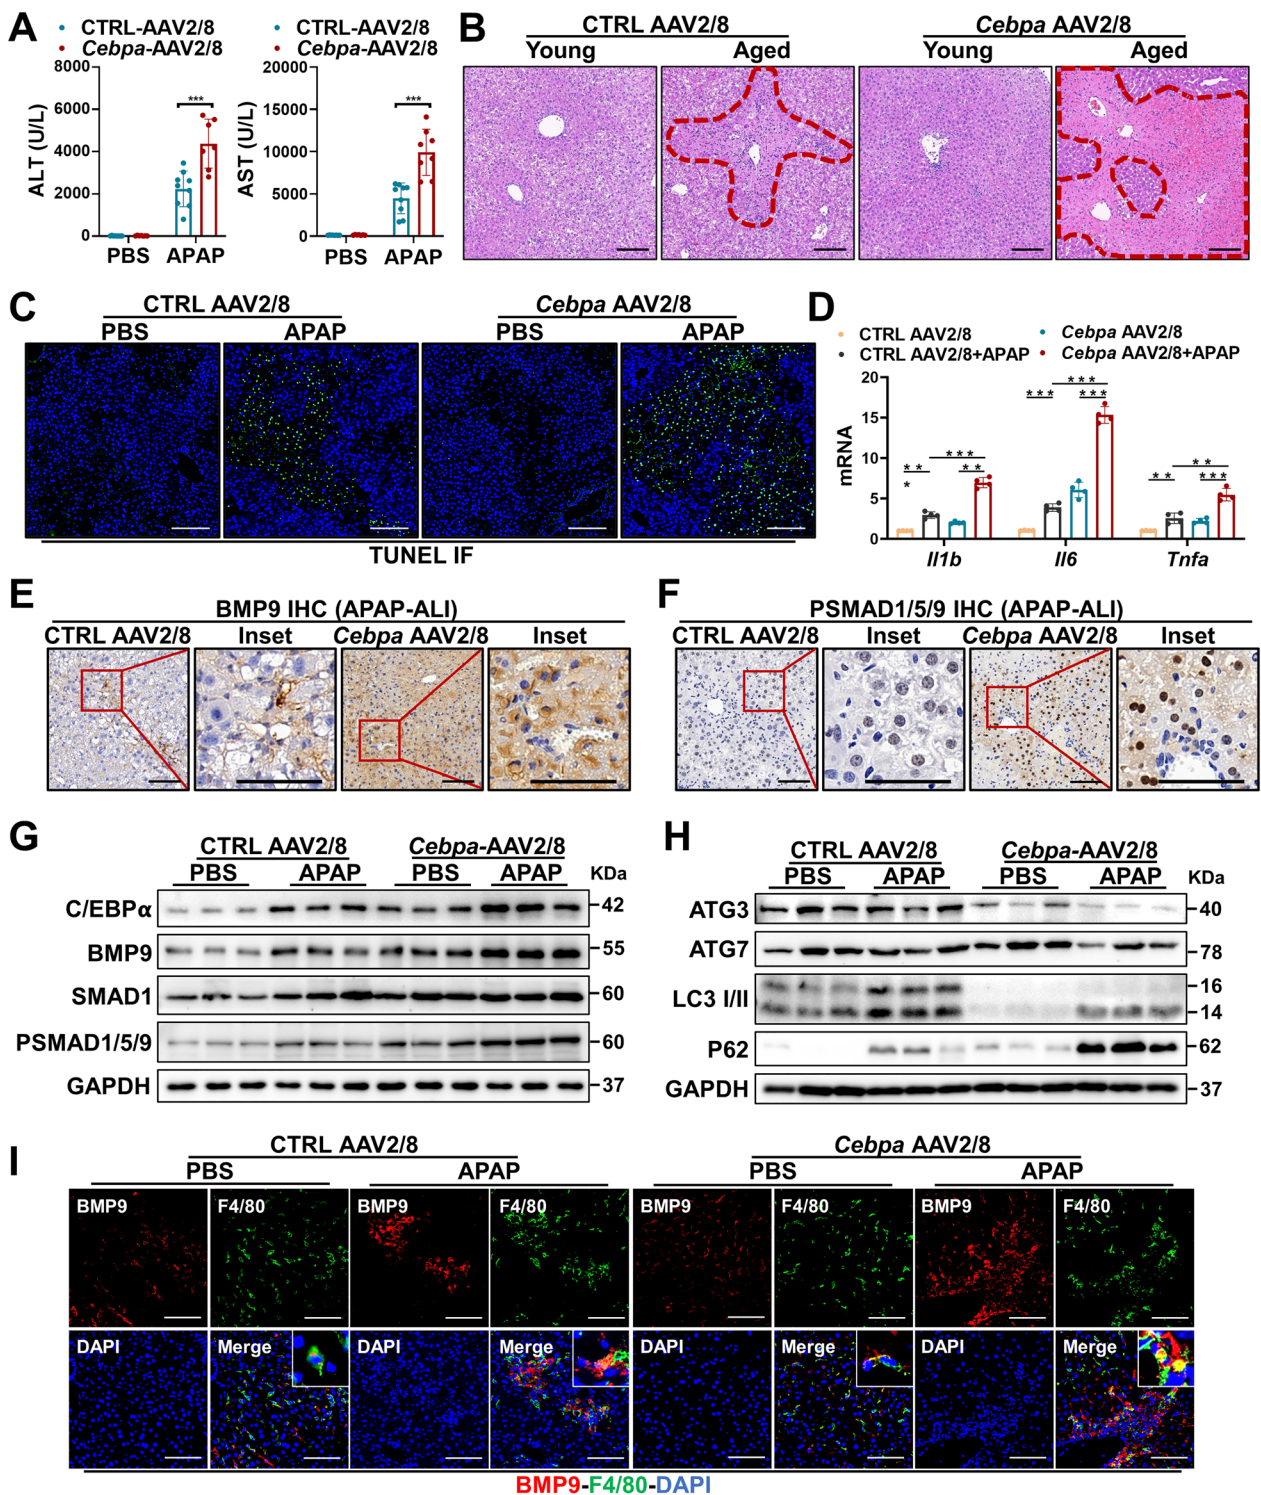 A
CTRL-AAV2/8
Cebpa-AAV2/8
ALT (U/L)
8000
6000
4000
2000
0
***
PBS APAP
CTRL-AAV2/8
Cebpa-AAV2/8
AST (U/L)
20000
15000
10000
5000
0
***
PBS APAP
B
CTRL AAV2/8 Cebpa AAV2/8
Young Aged Young Aged
C
CTRL AAV2/8 Cebpa AAV2/8
PBS APAP PBS APAP
TUNEL IF
D
CTRL AAV2/8 Cebpa AAV2/8
CTRL AAV2/8+APAP Cebpa AAV2/8+APAP
mRNA
20
15
10
5
0
***
*** ***
***
** **
*
**
** ***
Il1b Il6 Tnfa
E
BMP9 IHC (APAP-ALI)
CTRL AAV2/8 Inset Cebpa AAV2/8 Inset
F
PSMAD1/5/9 IHC (APAP-ALI)
CTRL AAV2/8 Inset Cebpa AAV2/8 Inset
G
CTRL AAV2/8 Cebpa-AAV2/8
PBS APAP PBS APAP KDa
C/EBPα 42
BMP9 55
SMAD1 60
PSMAD1/5/9 60
GAPDH 37
H
CTRL AAV2/8 Cebpa-AAV2/8
PBS APAP PBS APAP KDa
ATG3 40
ATG7 78
LC3 I/II 16
14
P62 62
GAPDH 37
I
CTRL AAV2/8 Cebpa AAV2/8
PBS APAP PBS APAP
BMP9 F4/80 BMP9 F4/80 BMP9 F4/80 BMP9 F4/80
DAPI Merge DAPI Merge DAPI Merge DAPI Merge
BMP9-F4/80-DAPI